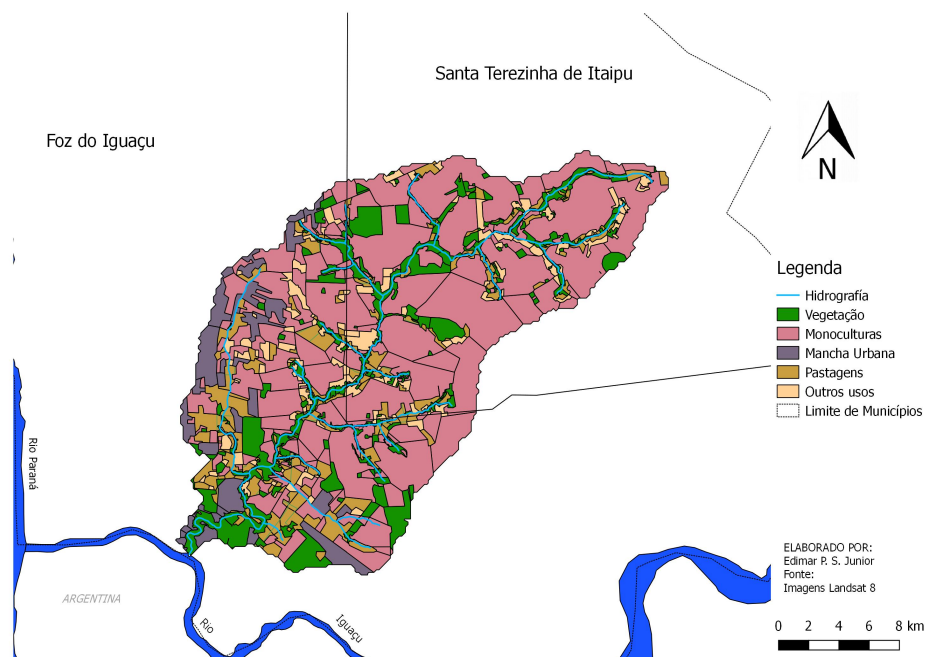 Santa Terezinha de Itaipu
Foz do Iguaçu
N
Legenda
Hidrografía
Vegetação
Monoculturas
Mancha Urbana
Pastagens
Outros usos
Limite de Municípios
Rio Paraná
ELABORADO POR:
Edimar P. S. Junior
Fonte:
Imagens Landsat 8
ARGENTINA
Rio
Iguaçu
0 2 4 6 8 km